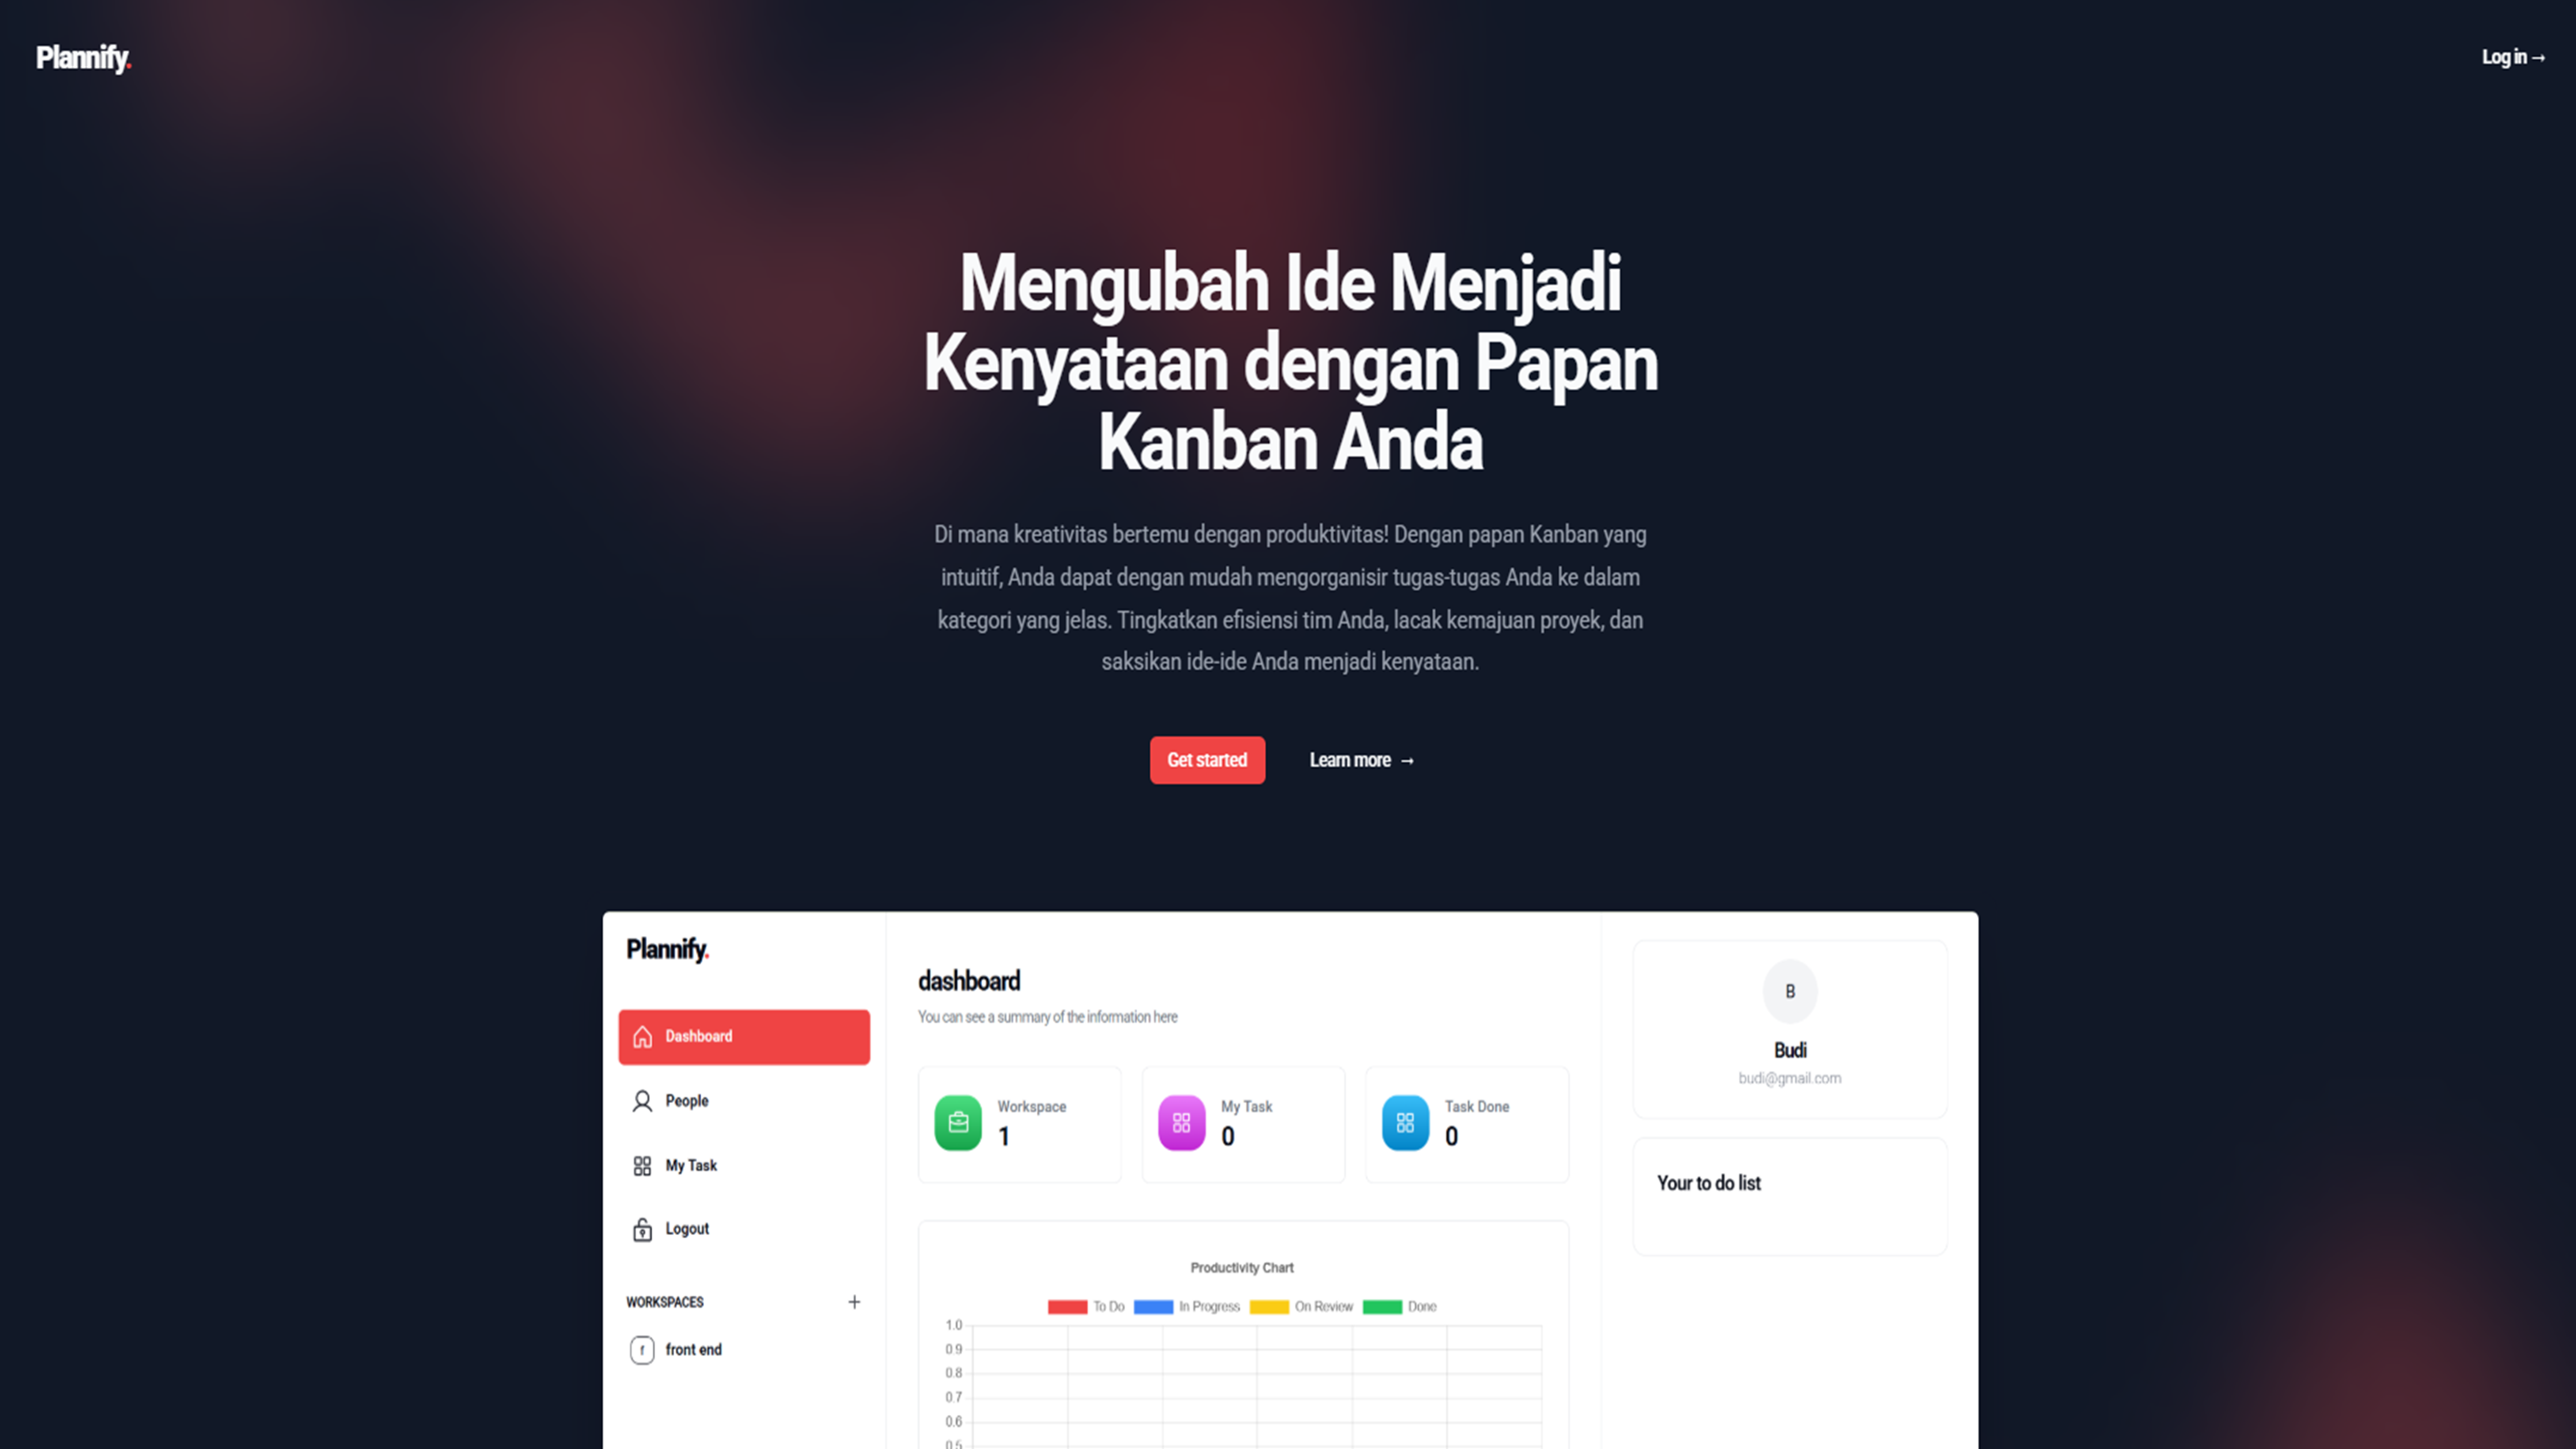 Plannify.
Log in →
Mengubah Ide Menjadi
Kenyataan dengan Papan
Kanban Anda
Di mana kreativitas bertemu dengan produktivitas! Dengan papan Kanban yang
intuitif, Anda dapat dengan mudah mengorganisir tugas-tugas Anda ke dalam
kategori yang jelas. Tingkatkan efisiensi tim Anda, lacak kemajuan proyek, dan
saksikan ide-ide Anda menjadi kenyataan.
Get started
Learn more →
Plannify.
Dashboard
People
My Task
Logout
WORKSPACES +
f front end
dashboard
You can see a summary of the information here
Workspace
1
My Task
0
Task Done
0
Productivity Chart
To Do In Progress On Review Done
1.0
0.9
0.8
0.7
0.6
0.5
B
Budi
budi@gmail.com
Your to do list